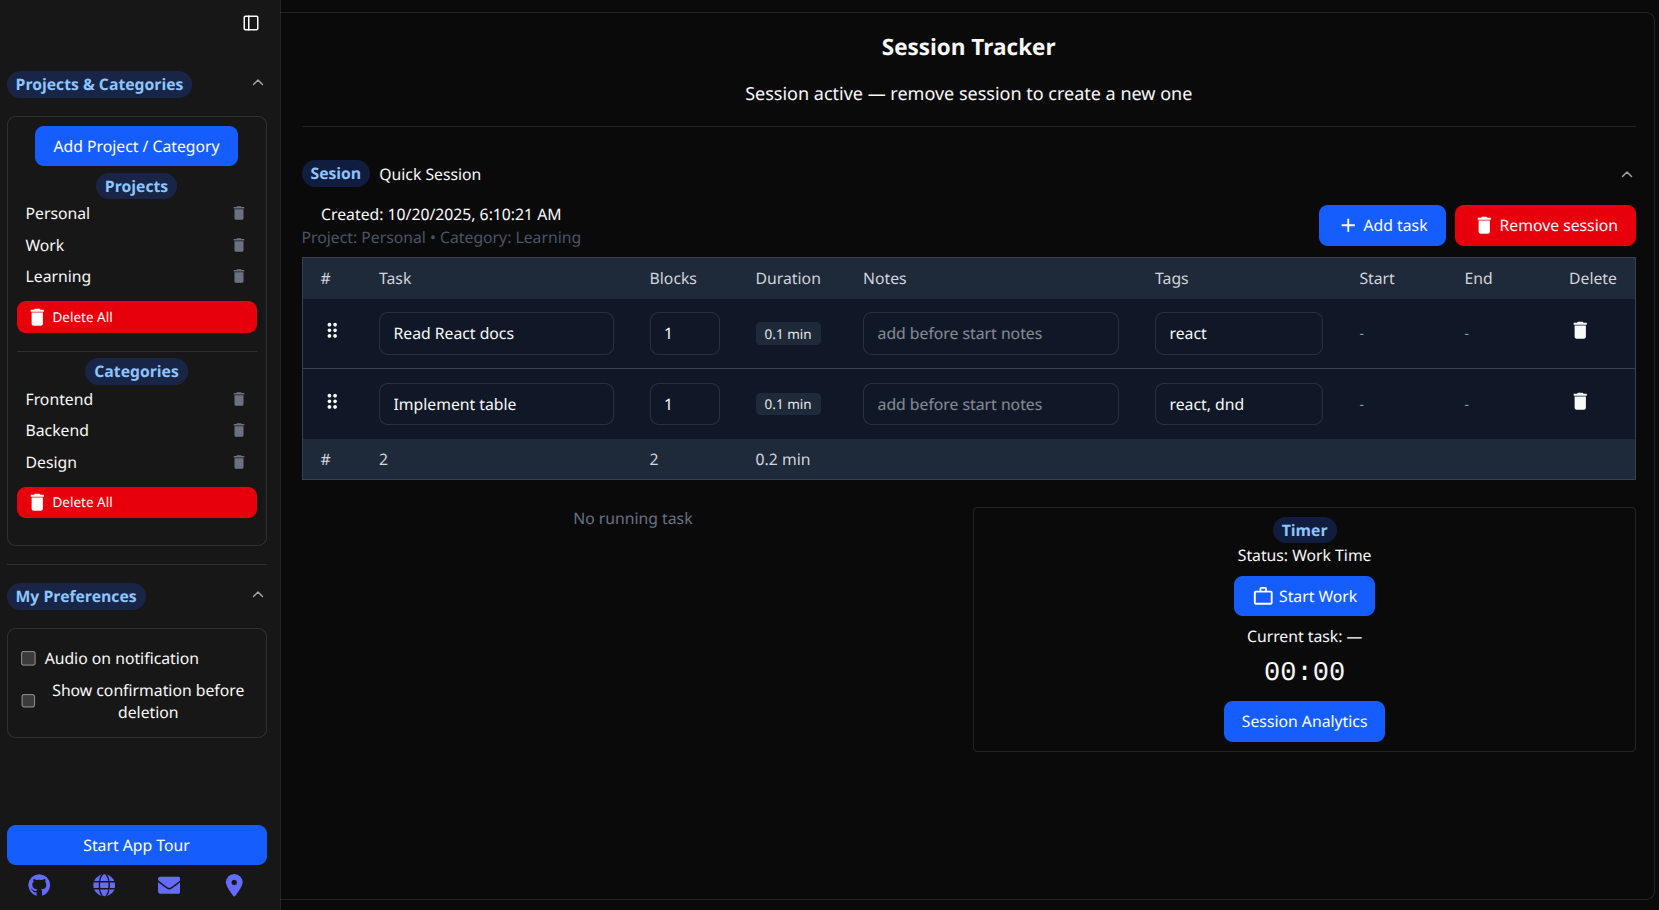 Projects & Categories
Add Project / Category
Projects
Personal
Work
Learning
Delete All
Categories
Frontend
Backend
Design
Delete All
My Preferences
Audio on notification
Show confirmation before
deletion
Start App Tour
Session Tracker
Session active — remove session to create a new one
Sesion Quick Session
Created: 10/20/2025, 6:10:21 AM
Project: Personal • Category: Learning
Add task Remove session
# Task Blocks Duration Notes Tags Start End Delete
Read React docs 1 0.1 min add before start notes react - -
Implement table 1 0.1 min add before start notes react, dnd - -
# 2 2 0.2 min
No running task
Timer
Status: Work Time
Start Work
Current task: —
00:00
Session Analytics